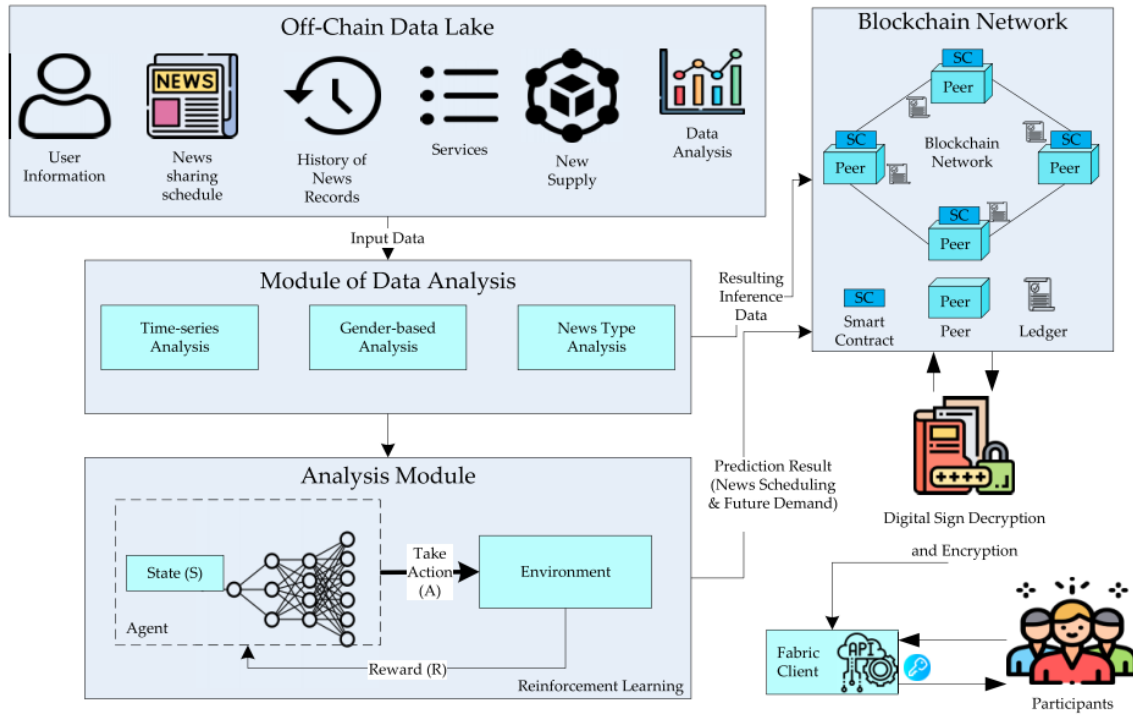 Off-Chain Data Lake
NEWS
User
Information
News
sharing
schedule
History of
News
Records
Services
New
Supply
Data
Analysis
Input Data
Module of Data Analysis
Time-series
Analysis
Gender-based
Analysis
News Type
Analysis
Analysis Module
State (S)
Agent
Take
Action
(A)
Environment
Reward (R)
Reinforcement Learning
Resulting
Inference
Data
Prediction Result
(News Scheduling
& Future Demand)
Blockchain Network
SC
Peer
SC
Peer
Blockchain
Network
SC
Peer
SC
Peer
SC
Smart
Contract
Peer
Peer
Ledger
Digital Sign Decryption
and Encryption
Fabric
Client
API
Participants